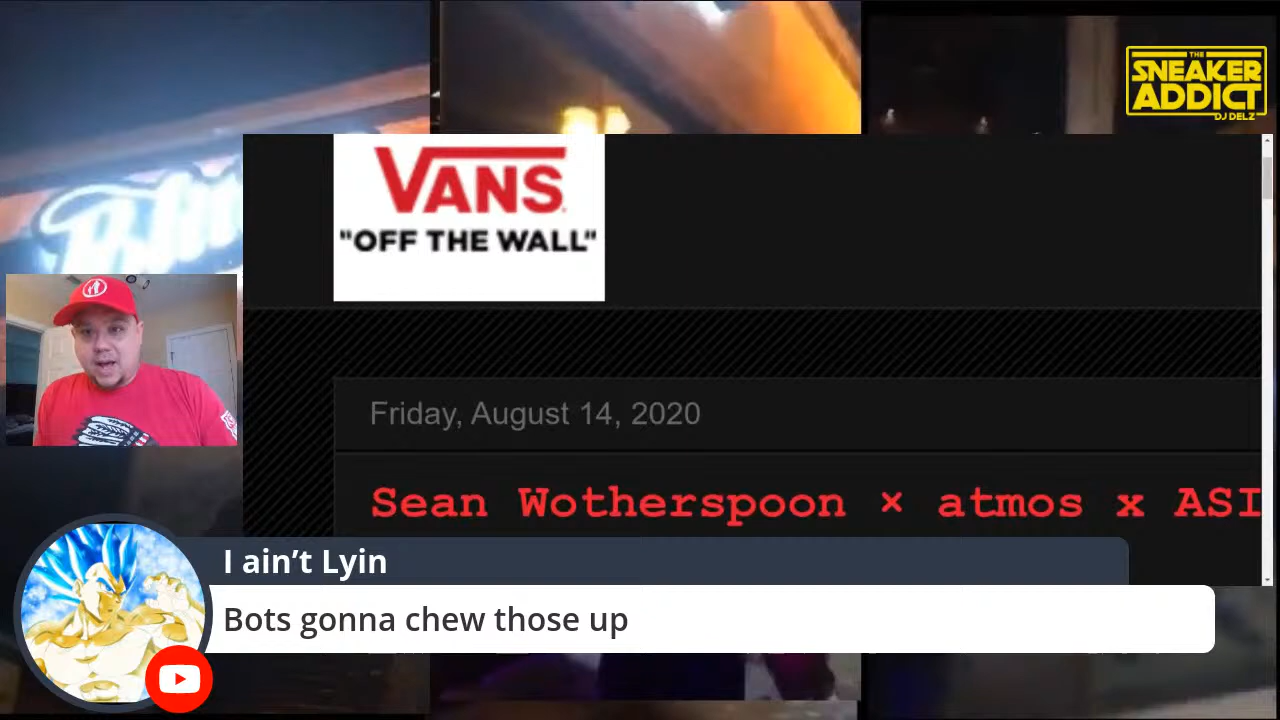 THE
SNEAKER
ADDICT
DJ DELZ
VANS
"OFF THE WALL"
Friday, August 14, 2020
Sean Wotherspoon × atmos x ASI
I ain’t Lyin
Bots gonna chew those up